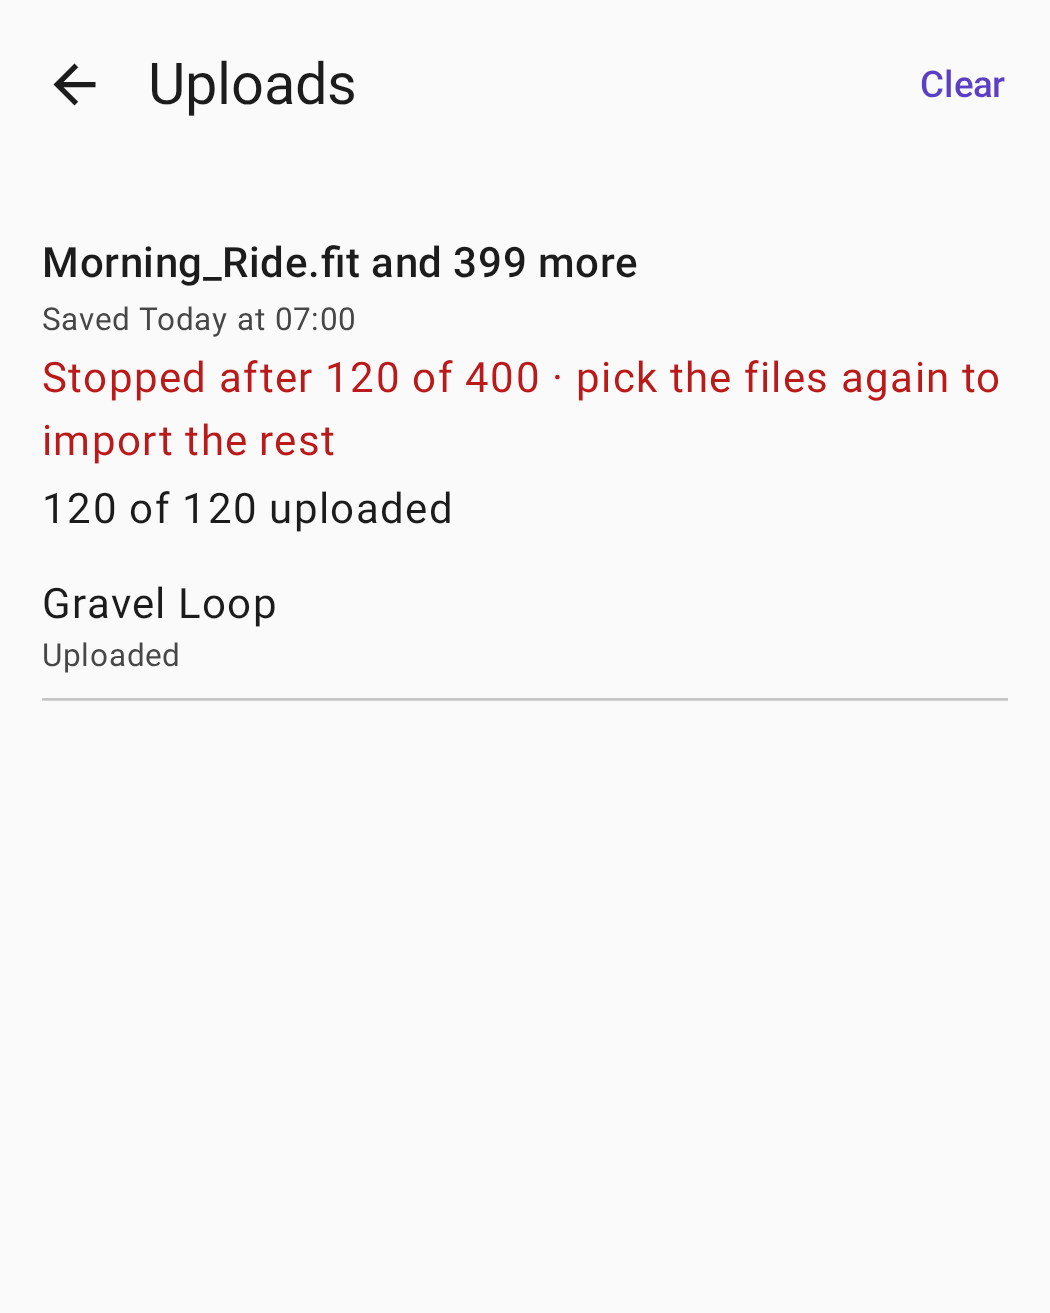 Uploads
Clear
Morning_Ride.fit and 399 more
Saved Today at 07:00
Stopped after 120 of 400 · pick the files again to
import the rest
120 of 120 uploaded
Gravel Loop
Uploaded